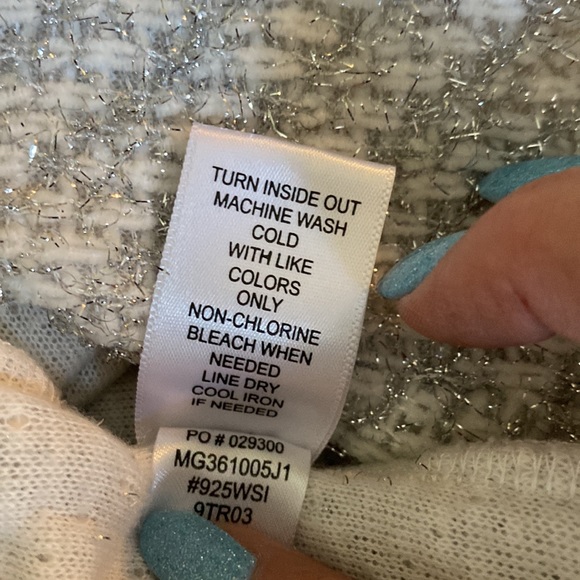 TURN INSIDE OUT
MACHINE WASH
COLD
WITH LIKE
COLORS
ONLY
NON-CHLORINE
BLEACH WHEN
NEEDED
LINE DRY
COOL IRON
IF NEEDED
PO # 029300
MG361005J1
#925WSI
9TR03